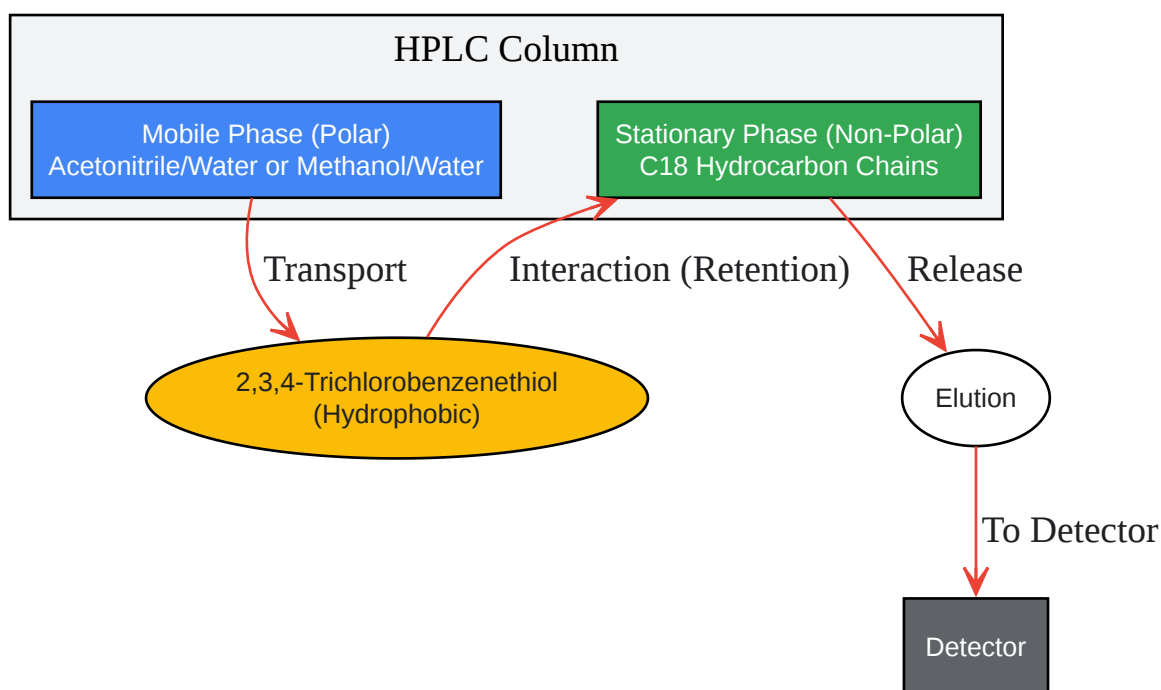 HPLC Column
Mobile Phase (Polar)
Acetonitrile/Water or Methanol/Water
Stationary Phase (Non-Polar)
C18 Hydrocarbon Chains
Transport
Interaction (Retention)
Release
2,3,4-Trichlorobenzenethiol
(Hydrophobic)
Elution
To Detector
Detector